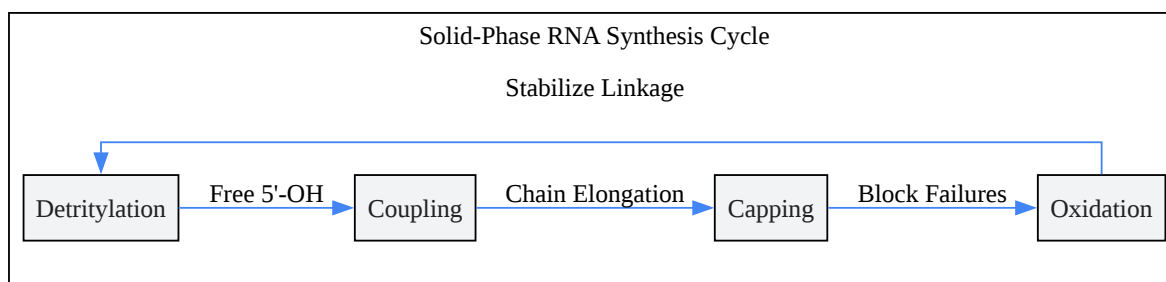 Solid-Phase RNA Synthesis Cycle
Stabilize Linkage
Detritylation Free 5'-OH Coupling Chain Elongation Capping Block Failures Oxidation